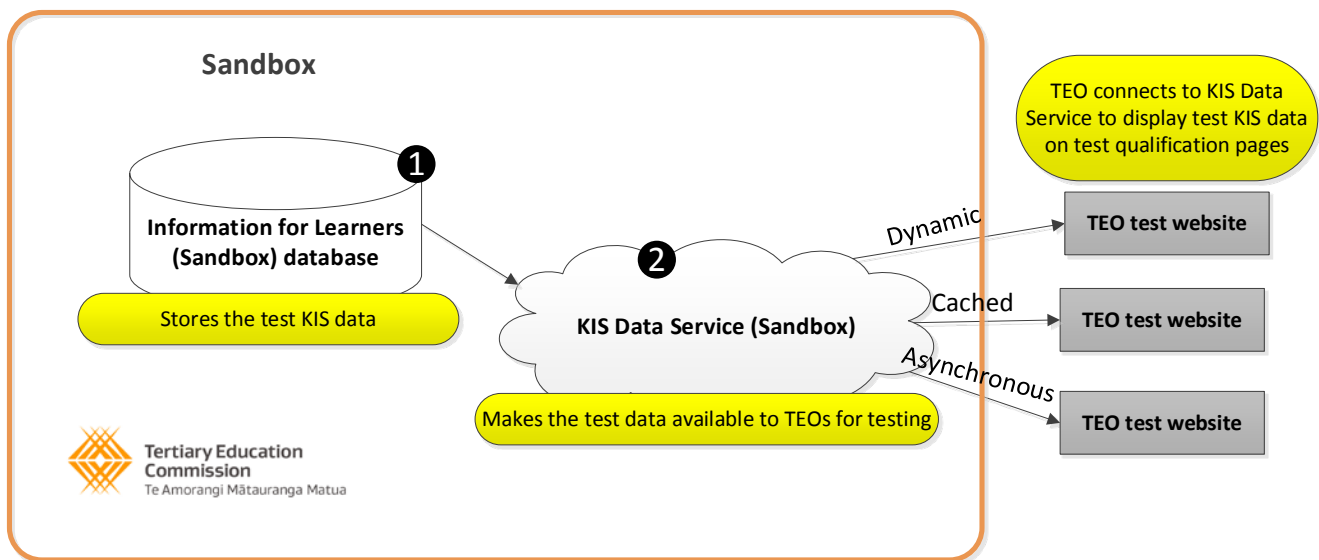 Sandbox
TEO connects to KIS Data
Service to display test KIS data
on test qualification pages
1
Information for Learners
(Sandbox) database
Stores the test KIS data
2
KIS Data Service (Sandbox)
Makes the test data available to TEOs for testing
Dynamic
TEO test website
Cached
TEO test website
Asynchronous
TEO test website
Tertiary Education
Commission
Te Amorangi Mātauranga Matua